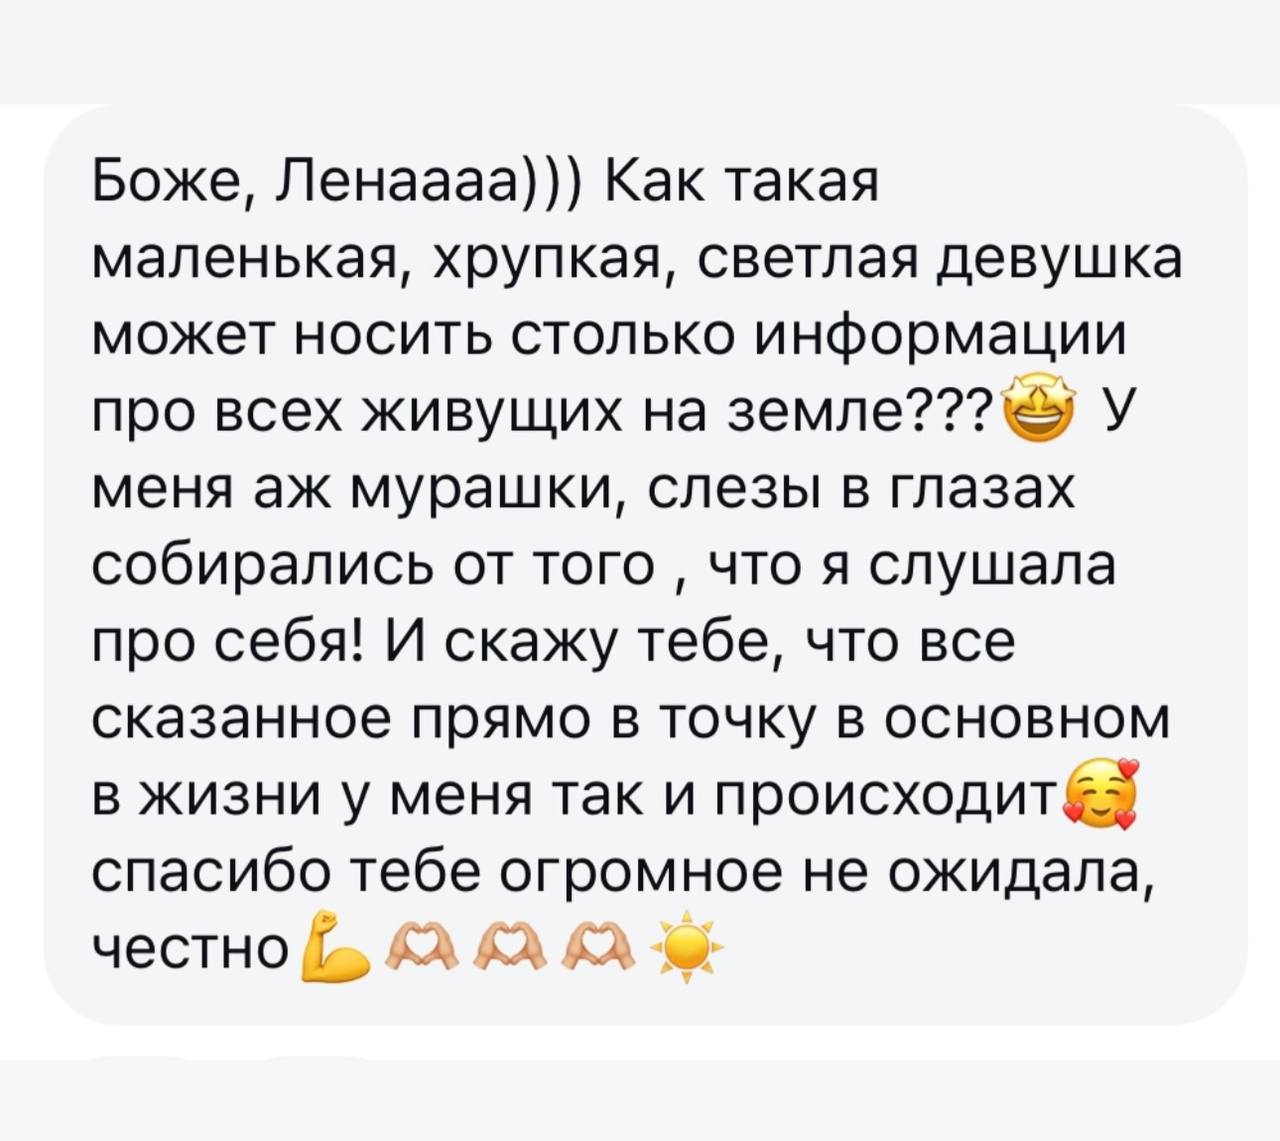 Боже, Ленаааа))) Как такая
маленькая, хрупкая, светлая девушка
может носить столько информации
про всех живущих на земле???🤩 У
меня аж мурашки, слезы в глазах
собирались от того , что я слушала
про себя! И скажу тебе, что все
сказанное прямо в точку в основном
в жизни у меня так и происходит🥰
спасибо тебе огромное не ожидала,
честно💪🫶🏼🫶🏼🫶🏼☀️